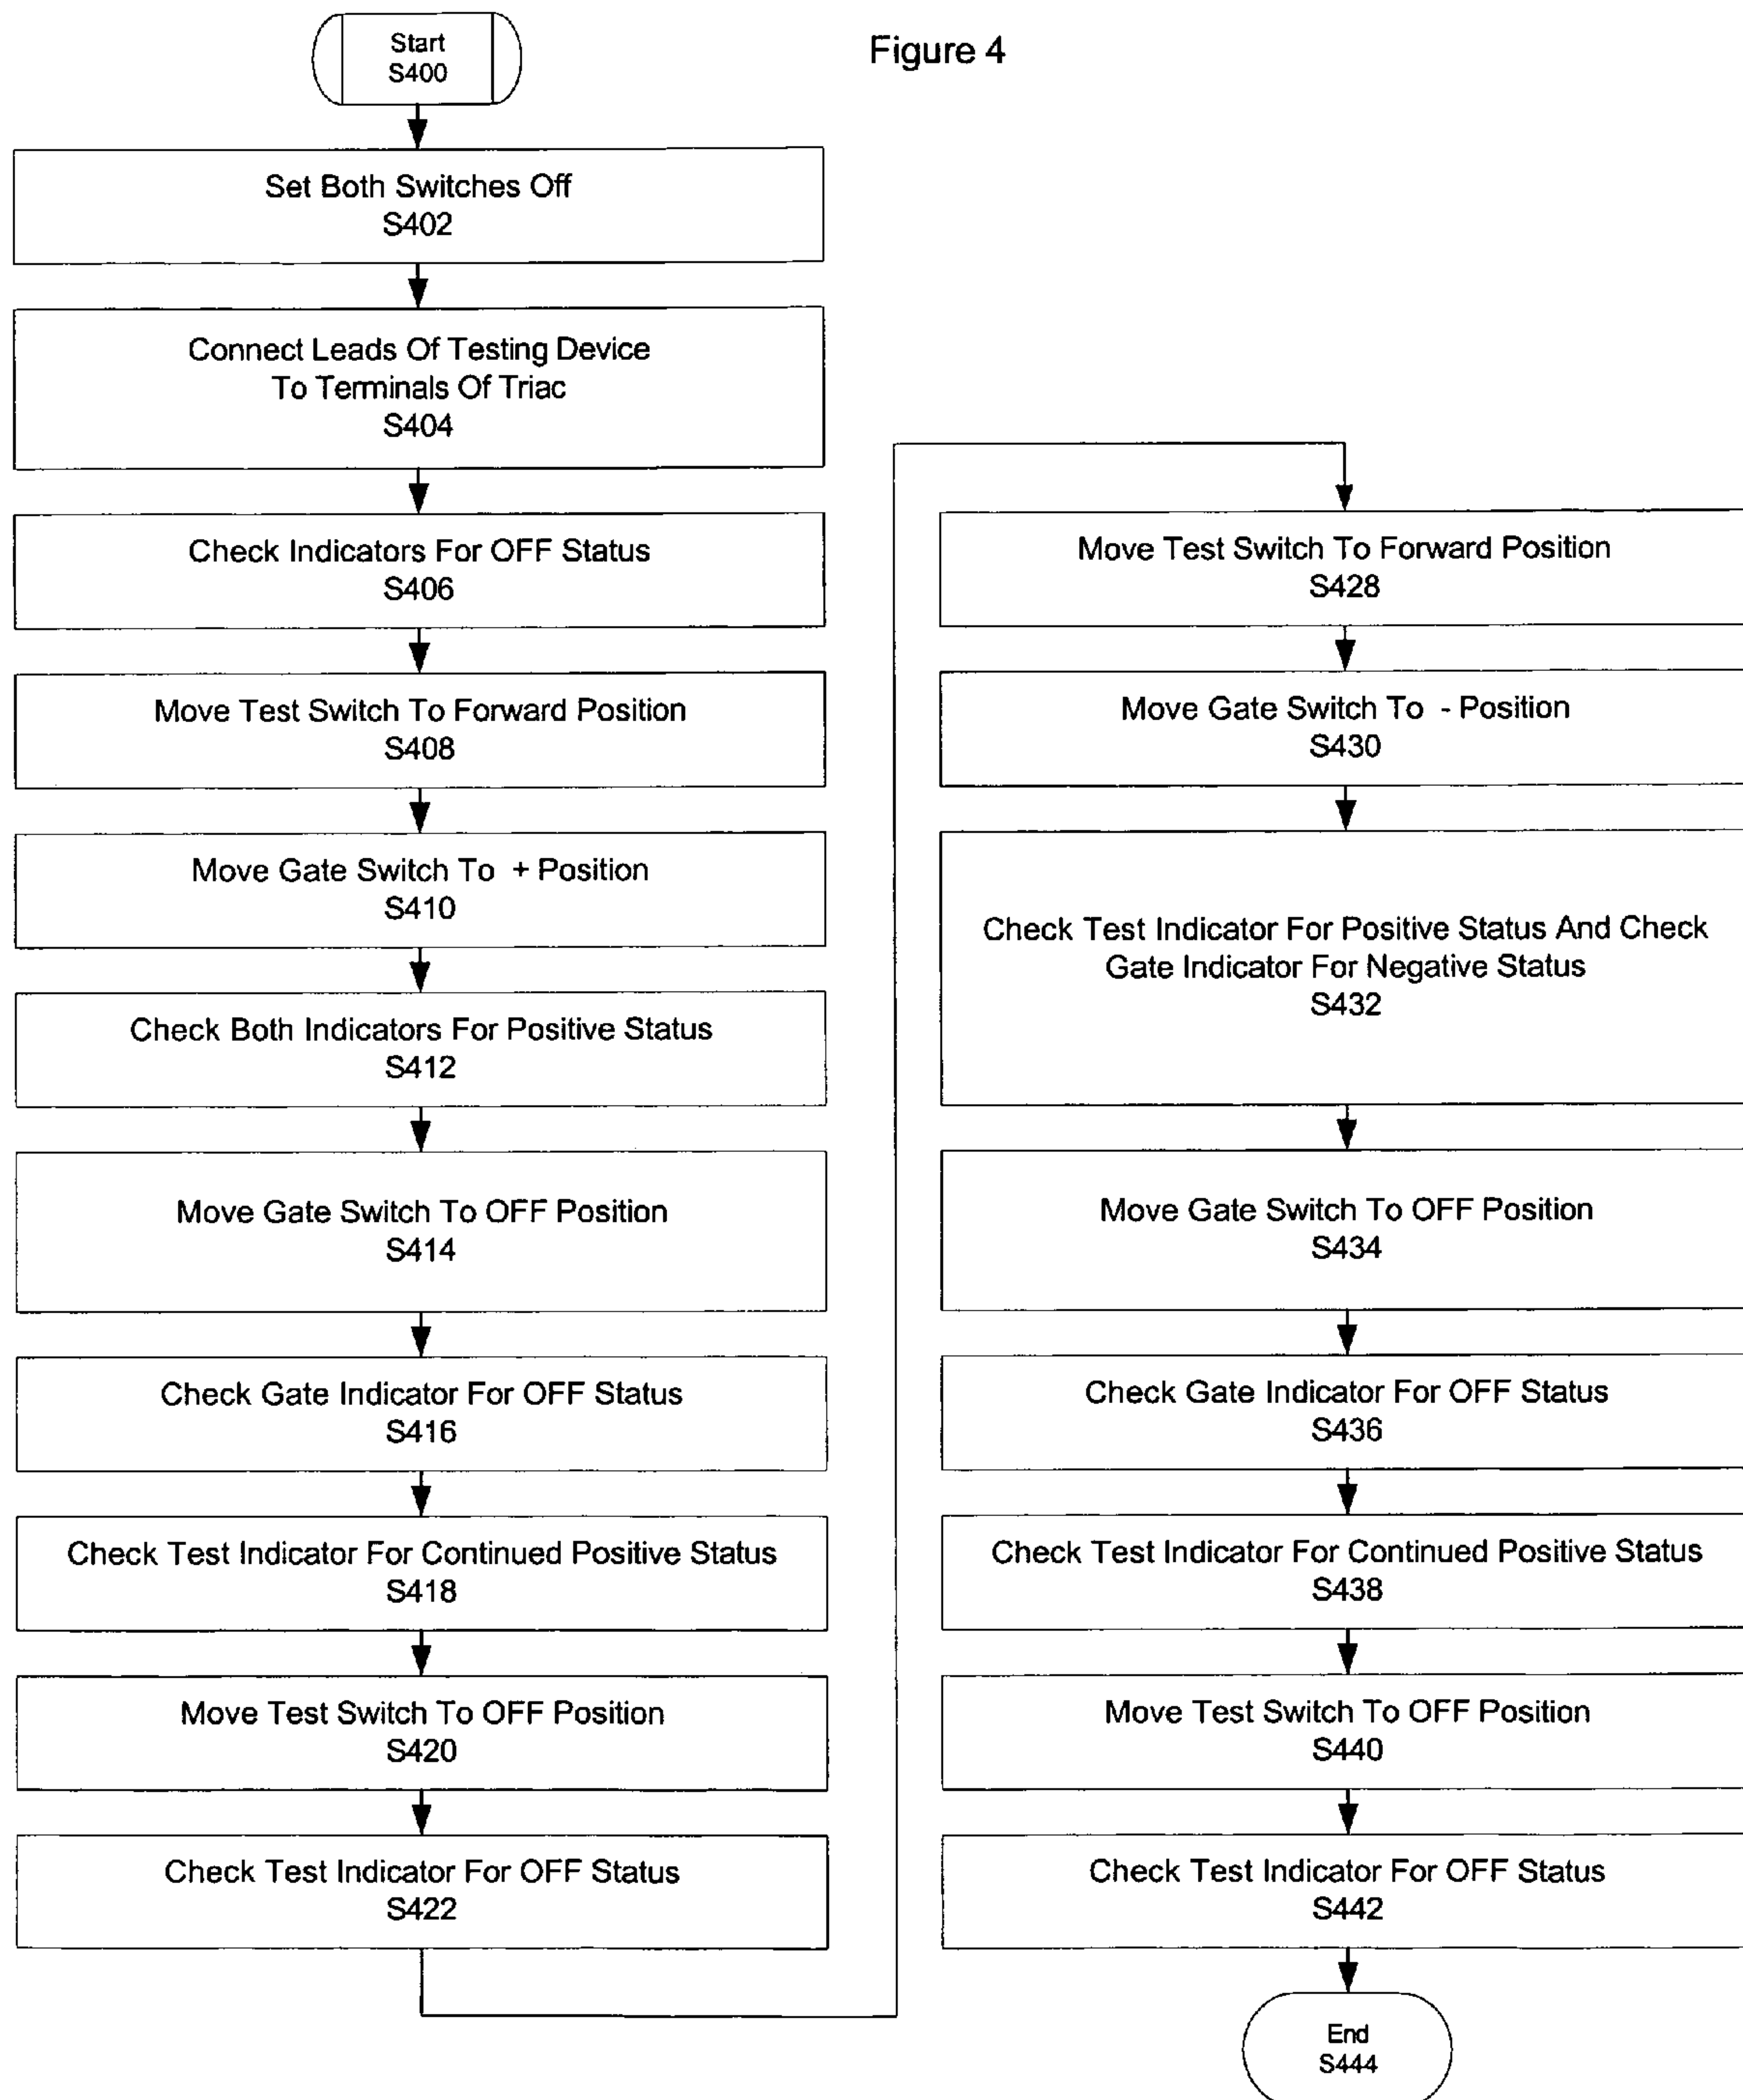 Figure 4
Start
S400
Set Both Switches Off
S402
Connect Leads Of Testing Device
To Terminals Of Triac
S404
Check Indicators For OFF Status
S406
Move Test Switch To Forward Position
S408
Move Gate Switch To + Position
S410
Check Both Indicators For Positive Status
S412
Move Gate Switch To OFF Position
S414
Check Gate Indicator For OFF Status
S416
Check Test Indicator For Continued Positive Status
S418
Move Test Switch To OFF Position
S420
Check Test Indicator For OFF Status
S422
Move Test Switch To Forward Position
S428
Move Gate Switch To - Position
S430
Check Test Indicator For Positive Status And Check
Gate Indicator For Negative Status
S432
Move Gate Switch To OFF Position
S434
Check Gate Indicator For OFF Status
S436
Check Test Indicator For Continued Positive Status
S438
Move Test Switch To OFF Position
S440
Check Test Indicator For OFF Status
S442
End
S444